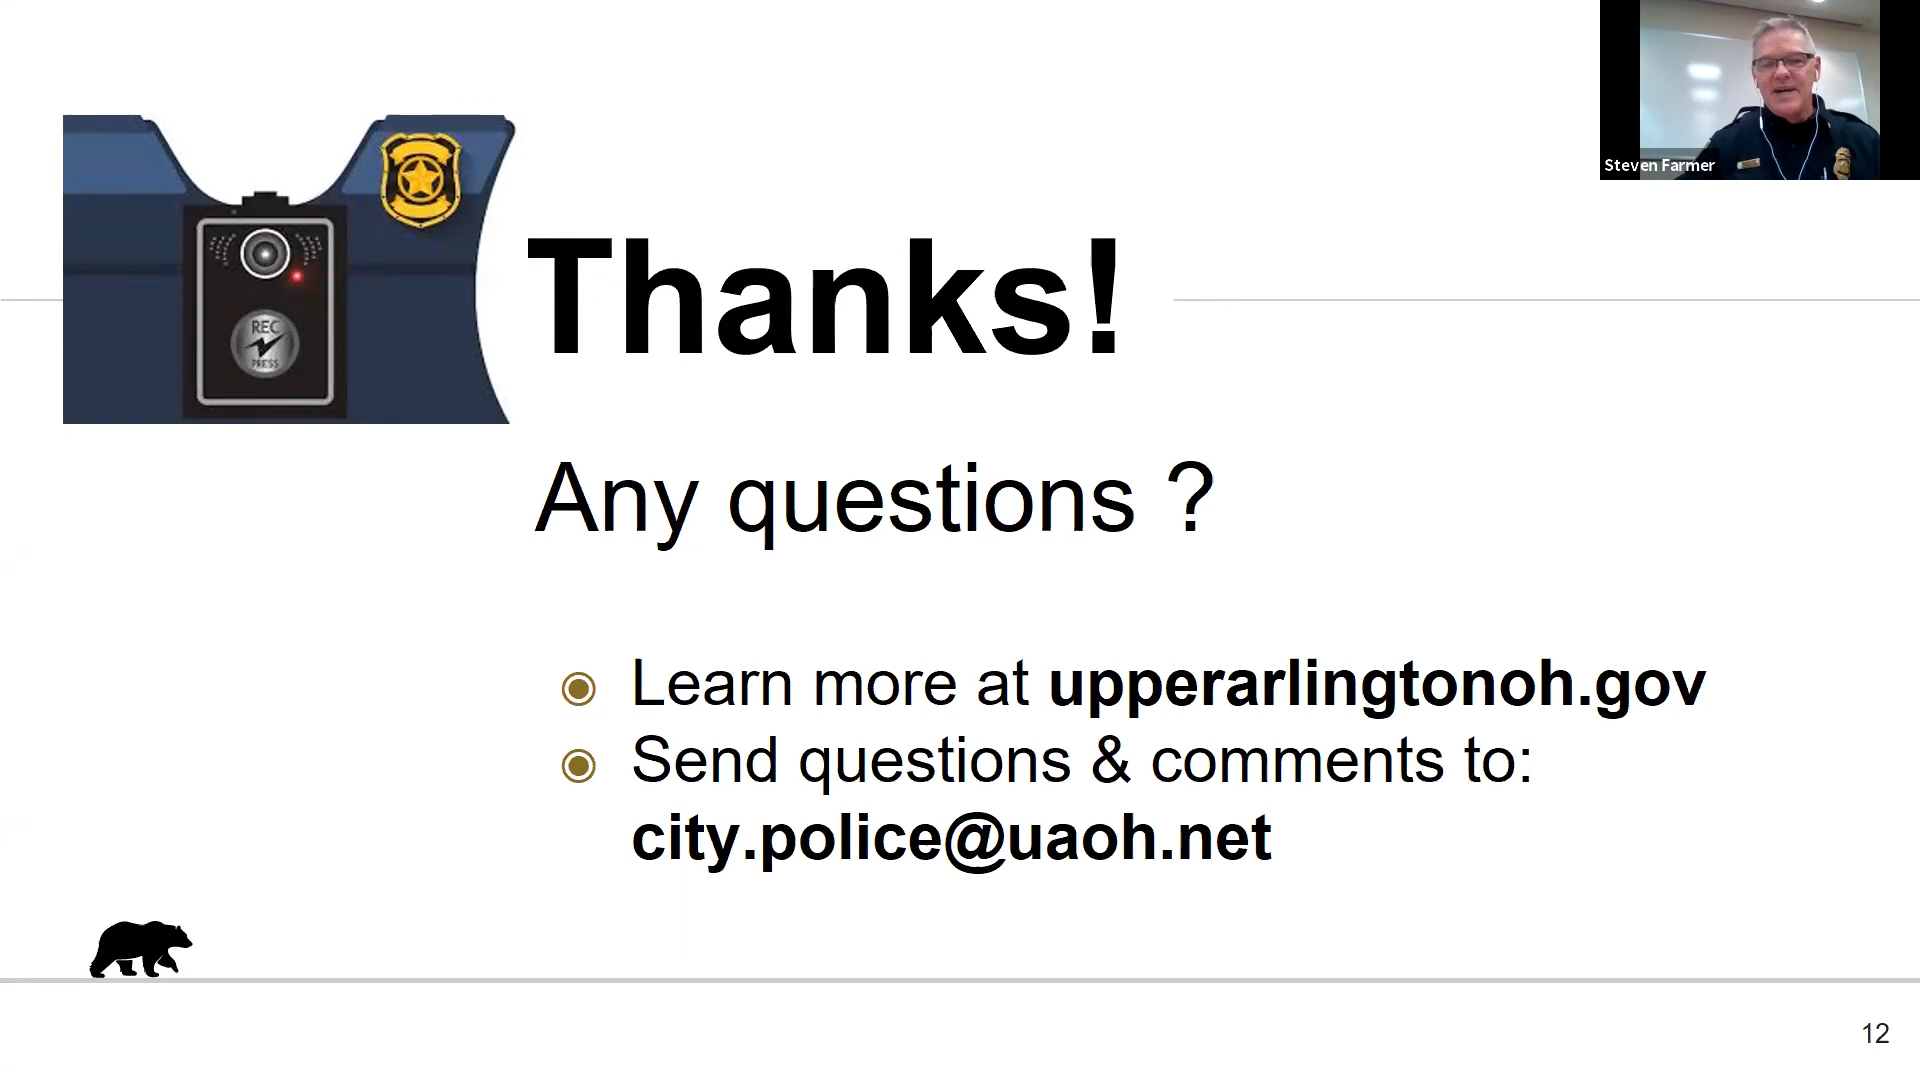 Steven Farmer
REC
PRESS
Thanks!
Any questions ?
Learn more at upperarlingtonoh.gov
Send questions & comments to:
city.police@uaoh.net
12